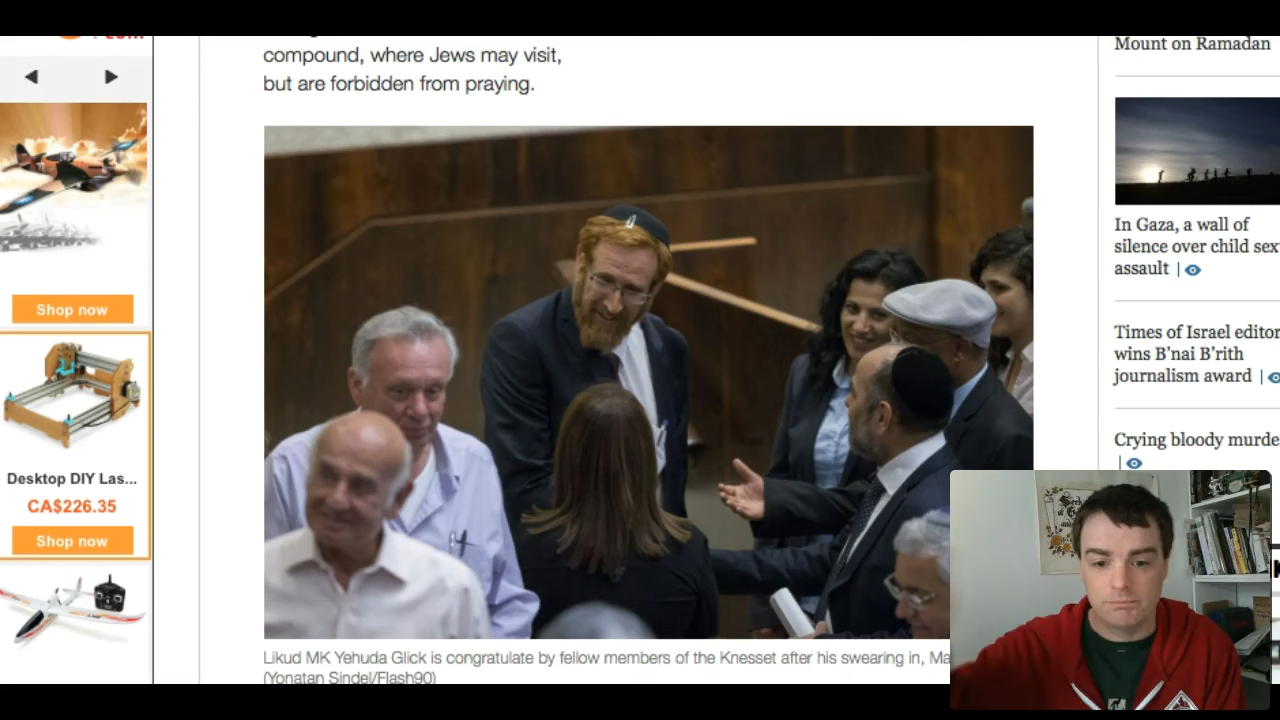 .com
compound, where Jews may visit,
but are forbidden from praying.
Mount on Ramadan
In Gaza, a wall of
silence over child sex
assault |
Shop now
Times of Israel editor
wins B'nai B'rith
journalism award |
Crying bloody murde
|
Desktop DIY Las...
CA$226.35
Shop now
Likud MK Yehuda Glick is congratulate by fellow members of the Knesset after his swearing in, Ma
(Yonatan Sindel/Flash90)